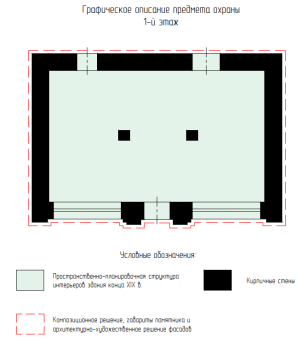 Графическое описание предмета охраны
1-й этаж
Условные обозначения:
Пространственно-планировочная структура
интерьеров здания конца XIX в.
Кирпичные стены
Композиционное решение, габариты памятника и
архитектурно-художественное решение фасадов